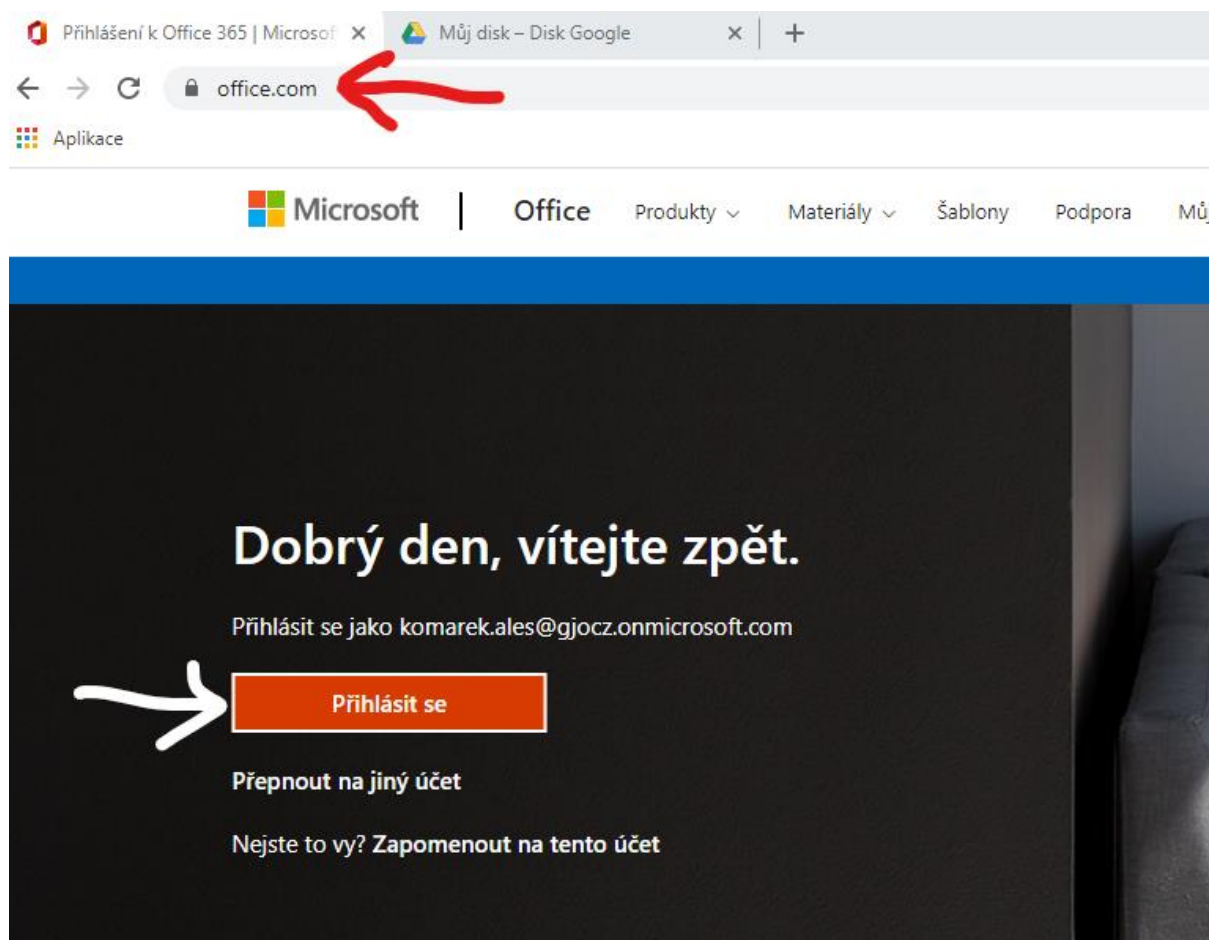 Přihlášení k Office 365 | Microsof
Můj disk – Disk Google
office.com
Aplikace
Microsoft | Office Produkty Materiály Šablony Podpora Můj
Dobrý den, vítejte zpět.
Přihlásit se jako komarek.ales@gjocz.onmicrosoft.com
Přihlásit se
Přepnout na jiný účet
Nejste to vy? Zapomenout na tento účet